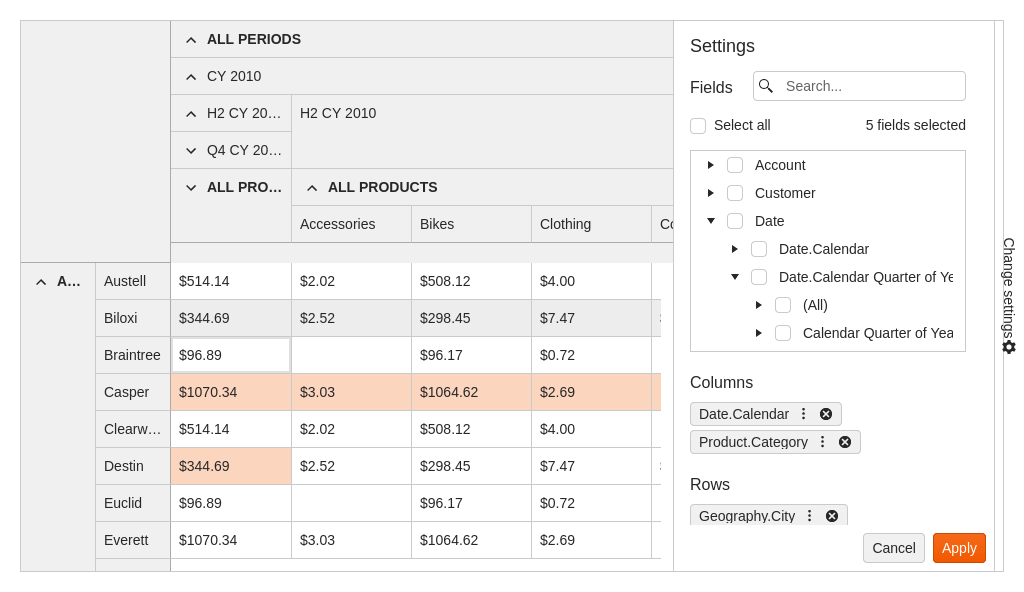 ALL PERIODS
CY 2010
H2 CY 20… H2 CY 2010
Q4 CY 20…
ALL PRO… ALL PRODUCTS
Accessories Bikes Clothing
A… Austell $514.14 $2.02 $508.12 $4.00
Biloxi $344.69 $2.52 $298.45 $7.47
Braintree $96.89 $96.17 $0.72
Casper $1070.34 $3.03 $1064.62 $2.69
Clearw… $514.14 $2.02 $508.12 $4.00
Destin $344.69 $2.52 $298.45 $7.47
Euclid $96.89 $96.17 $0.72
Everett $1070.34 $3.03 $1064.62 $2.69
Settings
Fields Search...
Select all 5 fields selected
Account
Customer
Date
Date.Calendar
Date.Calendar Quarter of Ye
(All)
Calendar Quarter of Yea
Columns
Date.Calendar
Product.Category
Rows
Geography.City
Cancel Apply
Change settings